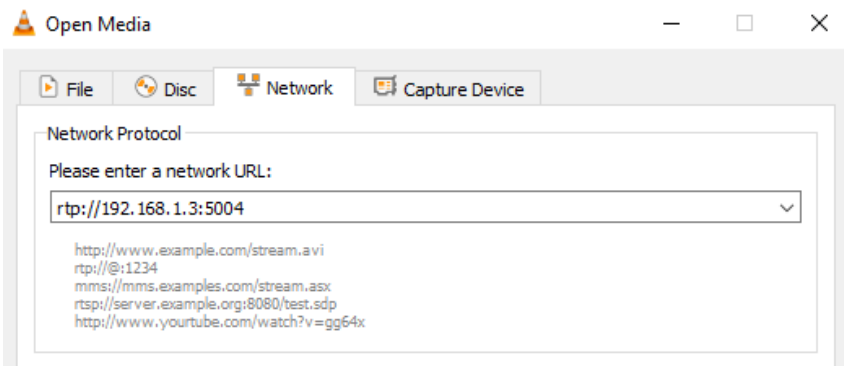 Open Media
File Disc Network Capture Device
Network Protocol
Please enter a network URL:
rtp://192.168.1.3:5004
http://www.example.com/stream.avi
rtp://@:1234
mms://mms.examples.com/stream.asx
rtsp://server.example.org:8080/test.sdp
http://www.yourtube.com/watch?v=gg64x